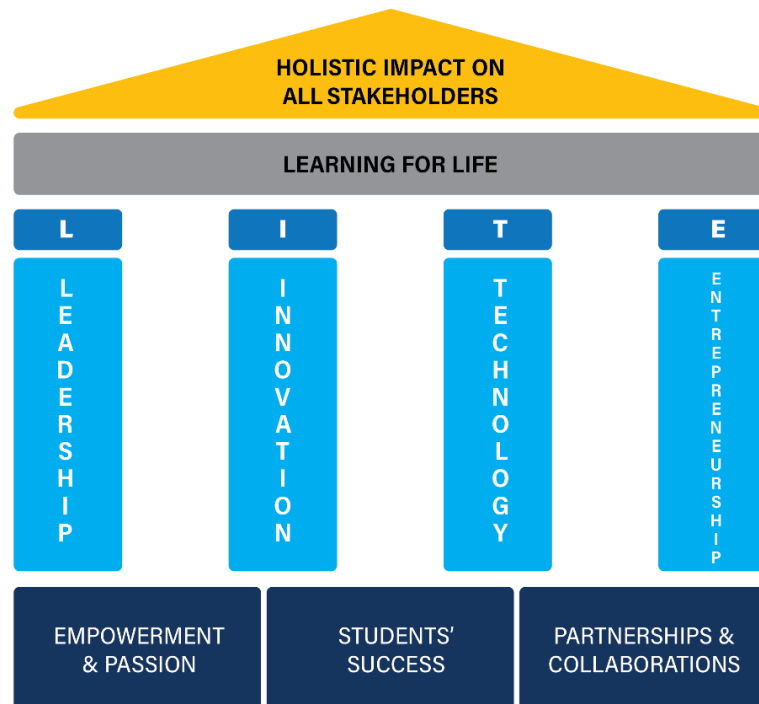 HOLISTIC IMPACT ON
ALL STAKEHOLDERS
LEARNING FOR LIFE
L
I
T
E
LEADERSHIP
INNOVATION
TECHNOLOGY
ENTREPRENEURSHIP
EMPOWERMENT
& PASSION
STUDENTS'
SUCCESS
PARTNERSHIPS &
COLLABORATIONS